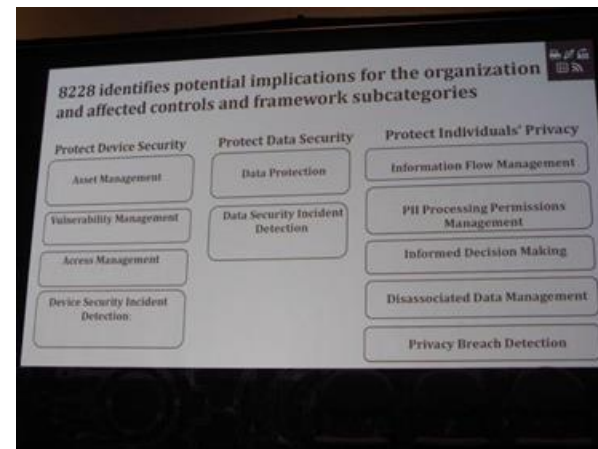 8228 identifies potential implications for the organization
and affected controls and framework subcategories
Protect Device Security
Asset Management
Vulnerability Management
Access Management
Device Security Incident
Detection
Protect Data Security
Data Protection
Data Security Incident
Detection
Protect Individuals' Privacy
Information Flow Management
PII Processing Permissions
Management
Informed Decision Making
Disassociated Data Management
Privacy Breach Detection